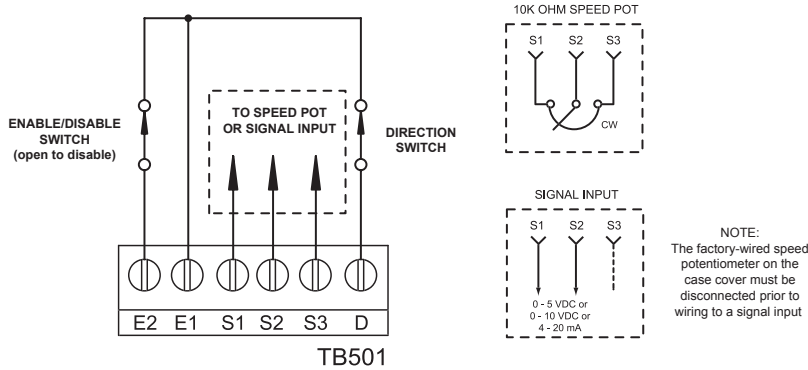 10K OHM SPEED POT
S1 S2 S3
CW
ENABLE/DISABLE
SWITCH
(open to disable)
TO SPEED POT
OR SIGNAL INPUT
DIRECTION
SWITCH
SIGNAL INPUT
S1 S2 S3
0 - 5 VDC or
0 - 10 VDC or
4 - 20 mA
NOTE:
The factory-wired speed
potentiometer on the
case cover must be
disconnected prior to
wiring to a signal input
E2 E1 S1 S2 S3 D
TB501